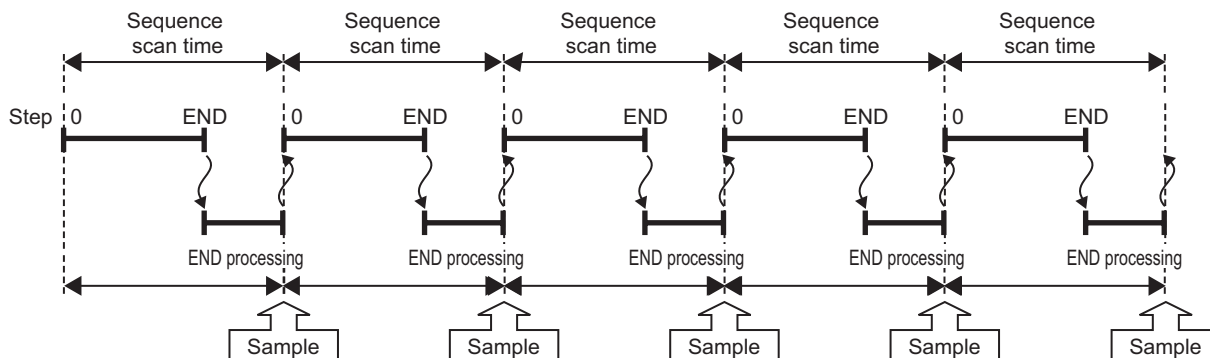 Sequence Sequence Sequence Sequence Sequence
scan time scan time scan time scan time scan time
Step 0 END 0 END 0 END 0 END 0 END
END processing END processing END processing END processing END processing
Sample Sample Sample Sample Sample